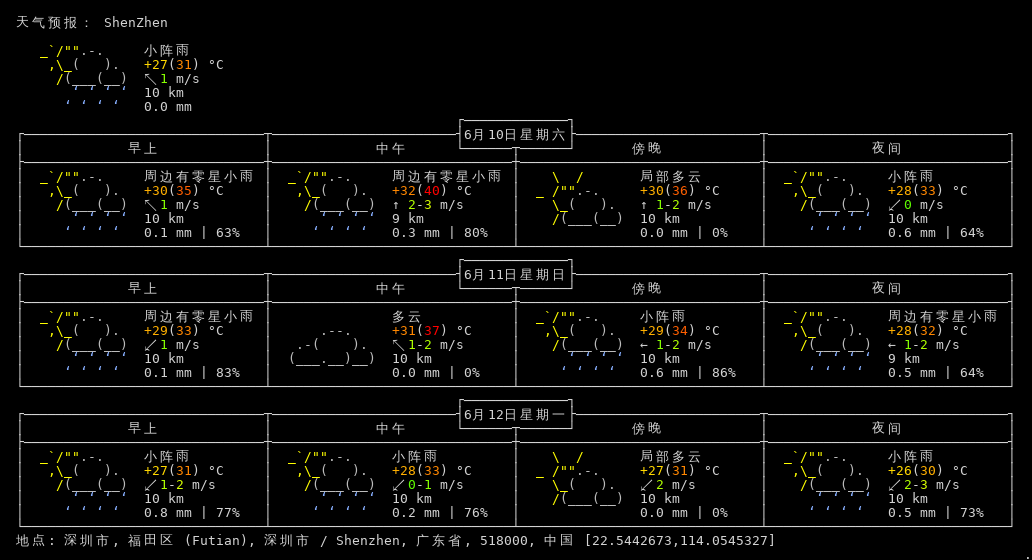 天气预报： ShenZhen
小阵雨
+27(31) °C
↖ 1 m/s
10 km
0.0 mm
6月10日星期六
早上 中午 傍晚 夜间
周边有零星小雨 周边有零星小雨 局部多云 小阵雨
+30(35) °C +32(40) °C +30(36) °C +28(33) °C
↖ 1 m/s ↑ 2-3 m/s ↑ 1-2 m/s ↙ 0 m/s
10 km 9 km 10 km 10 km
0.1 mm | 63% 0.3 mm | 80% 0.0 mm | 0% 0.6 mm | 64%
6月11日星期日
早上 中午 傍晚 夜间
周边有零星小雨 多云 小阵雨 周边有零星小雨
+29(33) °C +31(37) °C +29(34) °C +28(32) °C
↙ 1 m/s ↖ 1-2 m/s ← 1-2 m/s ← 1-2 m/s
10 km 10 km 10 km 9 km
0.1 mm | 83% 0.0 mm | 0% 0.6 mm | 86% 0.5 mm | 64%
6月12日星期一
早上 中午 傍晚 夜间
小阵雨 小阵雨 局部多云 小阵雨
+27(31) °C +28(33) °C +27(31) °C +26(30) °C
↙ 1-2 m/s ↙ 0-1 m/s ↙ 2 m/s ↙ 2-3 m/s
10 km 10 km 10 km 10 km
0.8 mm | 77% 0.2 mm | 76% 0.0 mm | 0% 0.5 mm | 73%
地点: 深圳市, 福田区 (Futian), 深圳市 / Shenzhen, 广东省, 518000, 中国 [22.5442673,114.0545327]